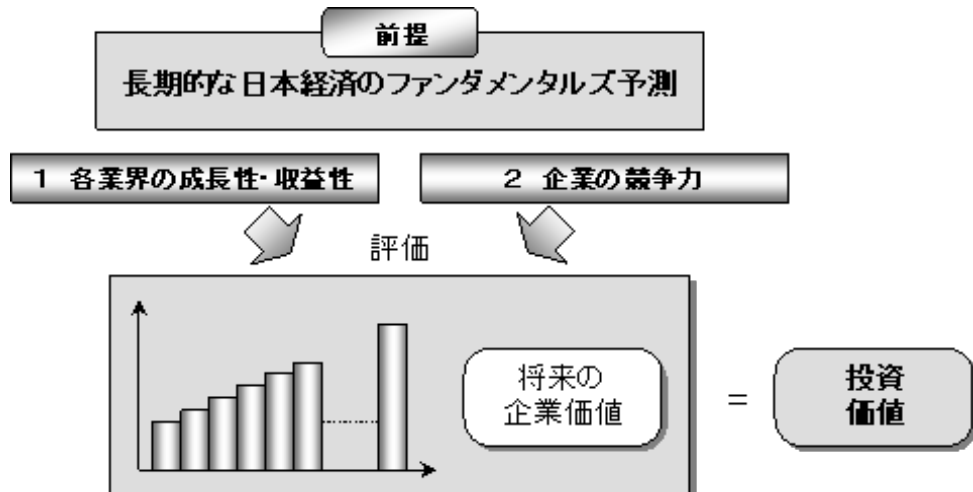 前提
長期的な日本経済のファンダメンタルズ予測
1 各業界の成長性・収益性
2 企業の競争力
評価
将来の
企業価値
=
投資
価値